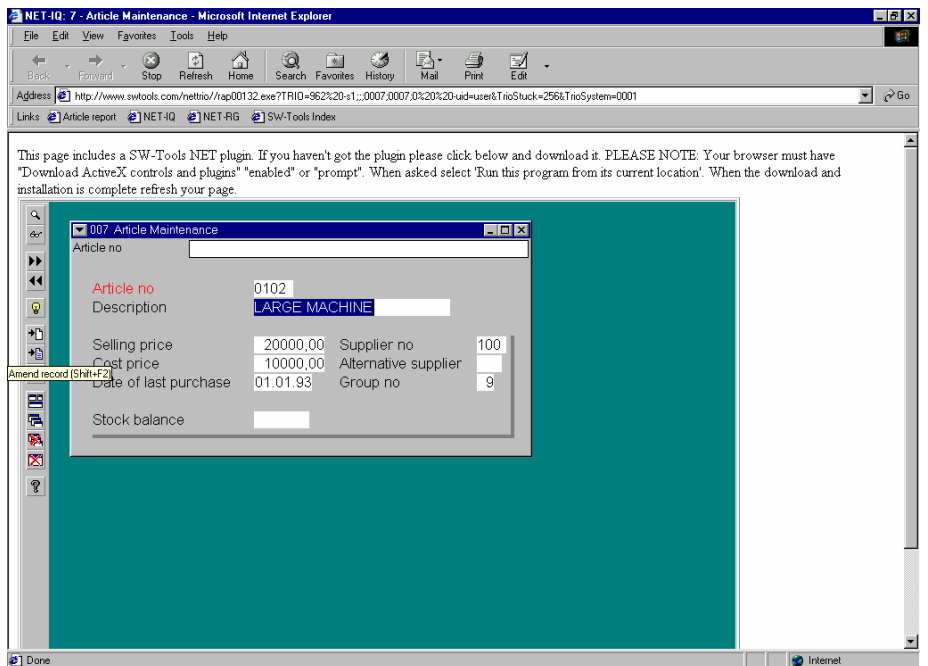 NET-IQ: 7 - Article Maintenance - Microsoft Internet Explorer
File Edit View Favorites Tools Help
Back Forward Stop Refresh Home Search Favorites History Mail Print Edit
Address http://www.swtools.com/nettrio//rap00132.exe?TRIO=962%20-s1;;;0007;0007;0%20%20-uid=user&TrioStuck=256&TrioSystem=0001 Go
Links Article report NET-IQ NET-RG SW-Tools Index
This page includes a SW-Tools NET plugin. If you haven't got the plugin please click below and download it. PLEASE NOTE: Your browser must have
"Download ActiveX controls and plugins" "enabled" or "prompt". When asked select 'Run this program from its current location'. When the download and
installation is complete refresh your page.
007 Article Maintenance
Article no
Article no 0102
Description LARGE MACHINE
Selling price 20000,00 Supplier no 100
Cost price 10000,00 Alternative supplier
Amend record (Shift+F2)
Date of last purchase 01.01.93 Group no 9
Stock balance
Done Internet